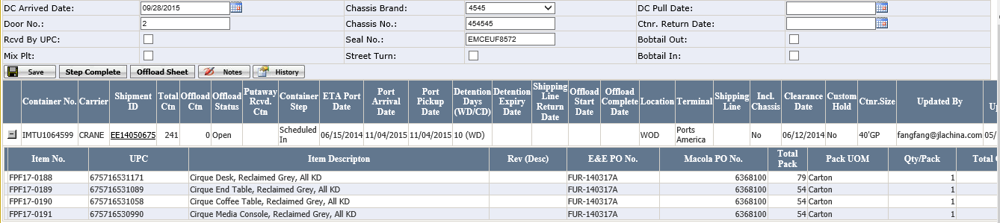 DC Arrived Date: 09/28/2015 Chassis Brand: 4545 DC Pull Date:
Door No.: 2 Chassis No.: 454545 Ctnr. Return Date:
Rcvd By UPC: Seal No.: EMCEUF8572 Bobtail Out:
Mix Plt: Street Turn: Bobtail In:
Save Step Complete Offload Sheet Notes History
Container No. Carrier Shipment ID Total Ctn Offload Ctn Offload Status Putaway Rcvd. Ctn Container Step ETA Port Date Port Arrival Date Port Pickup Date Detention Days (WD/CD) Detention Expiry Date Shipping Line Return Date Offload Start Date Offload Complete Date Location Terminal Shipping Line Incl. Chassis Clearance Date Custom Hold Ctnr.Size Updated By
IMTU1064599 CRANE EE14050675 241 0 Open Scheduled In 06/15/2014 11/04/2015 11/04/2015 10 (WD) WOD Ports America No 06/12/2014 No 40'GP fangfang@jlachina.com 05/
Item No. UPC Item Descripton Rev (Desc) E&E PO No. Macola PO No. Total Pack Pack UOM Qty/Pack Total
FPF17-0188 675716531171 Cirque Desk, Reclaimed Grey, All KD FUR-140317A 6368100 79 Carton 1
FPF17-0189 675716531089 Cirque End Table, Reclaimed Grey, All KD FUR-140317A 6368100 54 Carton 1
FPF17-0190 675716531058 Cirque Coffee Table, Reclaimed Grey, All KD FUR-140317A 6368100 54 Carton 1
FPF17-0191 675716530990 Cirque Media Console, Reclaimed Grey, All KD FUR-140317A 6368100 54 Carton 1